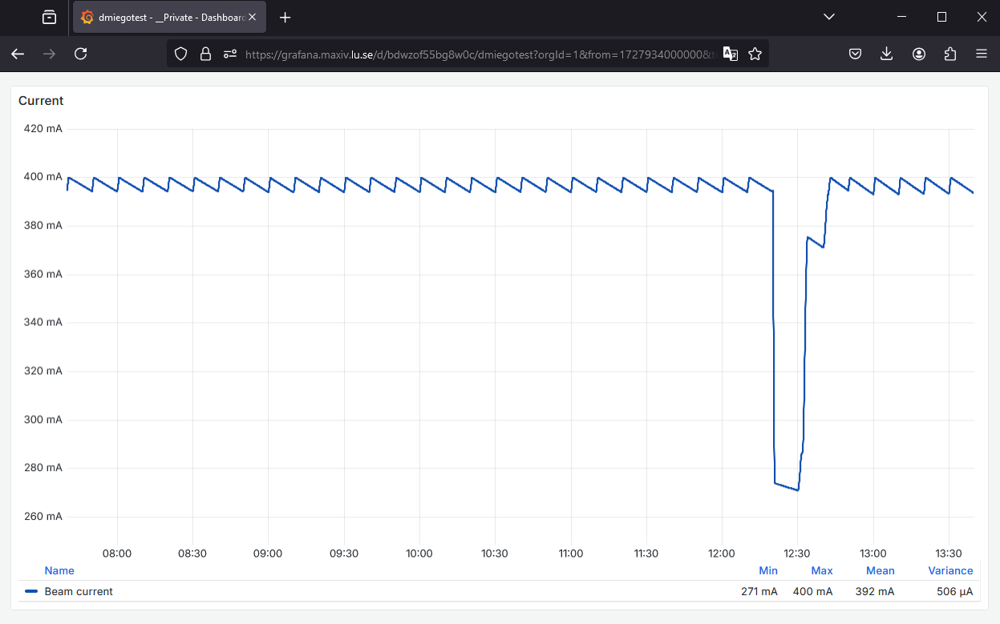 dmiegotest - __Private - Dashboard
https://grafana.maxiv.lu.se/d/bdwzof55bg8w0c/dmiegotest?orgId=1&from=1727934000000&
Current
420 mA
400 mA
380 mA
360 mA
340 mA
320 mA
300 mA
280 mA
260 mA
08:00 08:30 09:00 09:30 10:00 10:30 11:00 11:30 12:00 12:30 13:00 13:30
Name Min Max Mean Variance
Beam current 271 mA 400 mA 392 mA 506 µA